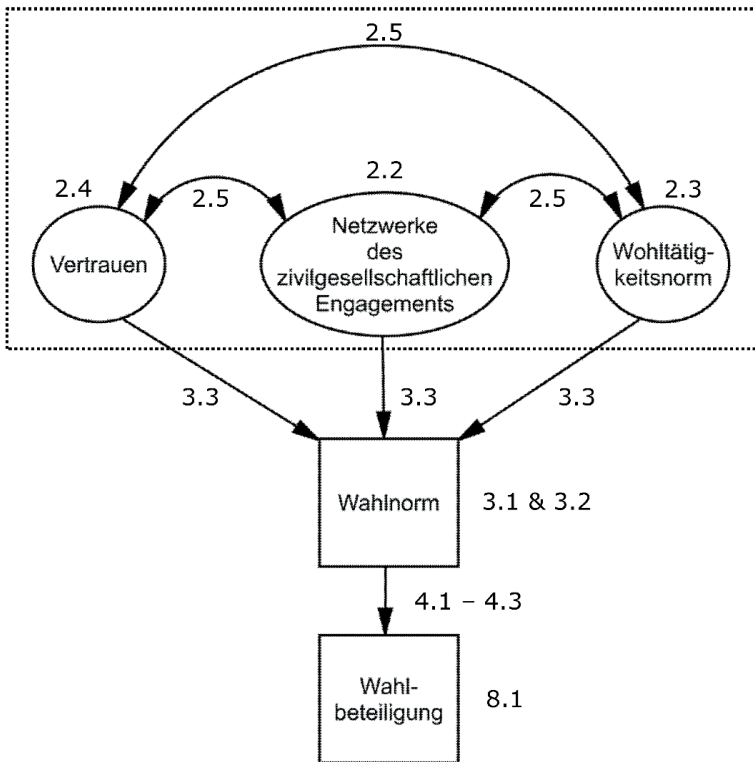 2.5
2.4
2.5
2.2
2.5
2.3
Vertrauen
Netzwerke
des
zivilgesellschaftlichen
Engagements
Wohltätig-
keitsnorm
3.3
3.3
3.3
Wahlnorm
3.1 & 3.2
4.1 – 4.3
Wahl-
beteiligung
8.1